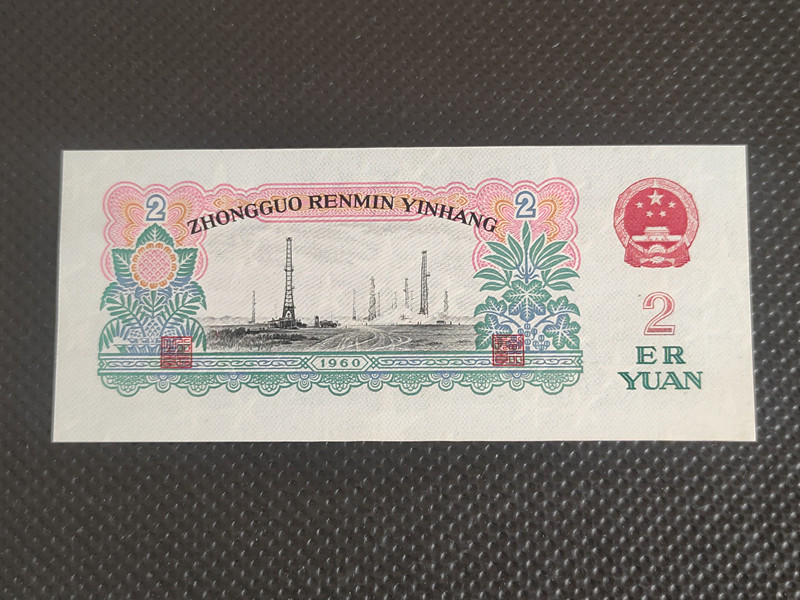 2
2
ZHONGGUO RENMIN YINHANG
1960
2
ER
YUAN